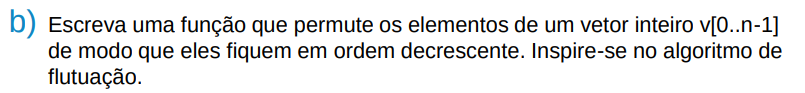 b) Escreva uma função que permute os elementos de um vetor inteiro v[0..n-1]
de modo que eles fiquem em ordem decrescente. Inspire-se no algoritmo de
flutuação.